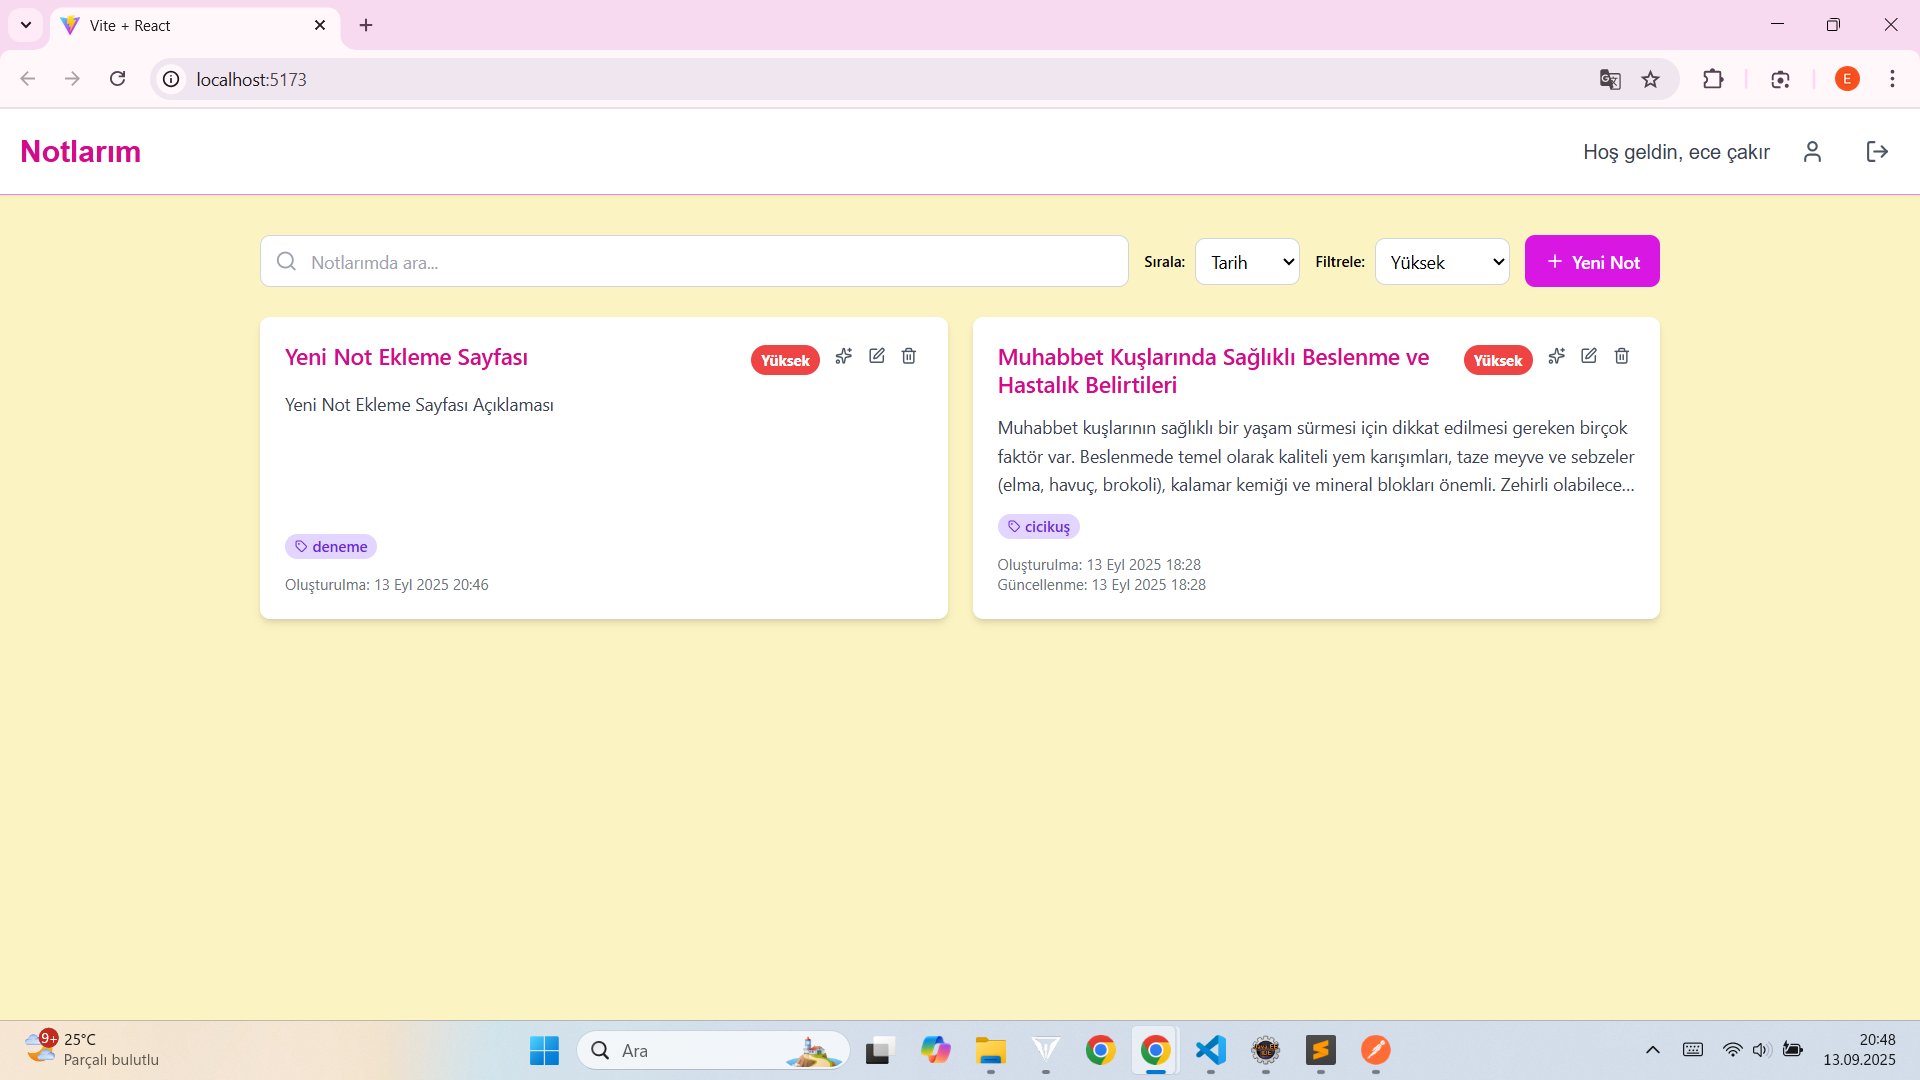 Vite + React
localhost:5173
E
Notlarım
Hoş geldin, ece çakır
Notlarımda ara...
Sırala:
Tarih
Filtrele:
Yüksek
Yeni Not
Yeni Not Ekleme Sayfası
Yüksek
Yeni Not Ekleme Sayfası Açıklaması
deneme
Oluşturulma: 13 Eyl 2025 20:46
Muhabbet Kuşlarında Sağlıklı Beslenme ve
Hastalık Belirtileri
Yüksek
Muhabbet kuşlarının sağlıklı bir yaşam sürmesi için dikkat edilmesi gereken birçok
faktör var. Beslenmede temel olarak kaliteli yem karışımları, taze meyve ve sebzeler
(elma, havuç, brokoli), kalamar kemiği ve mineral blokları önemli. Zehirli olabilece...
cicikuş
Oluşturulma: 13 Eyl 2025 18:28
Güncellenme: 13 Eyl 2025 18:28
9+
25°C
Parçalı bulutlu
Ara
20:48
13.09.2025